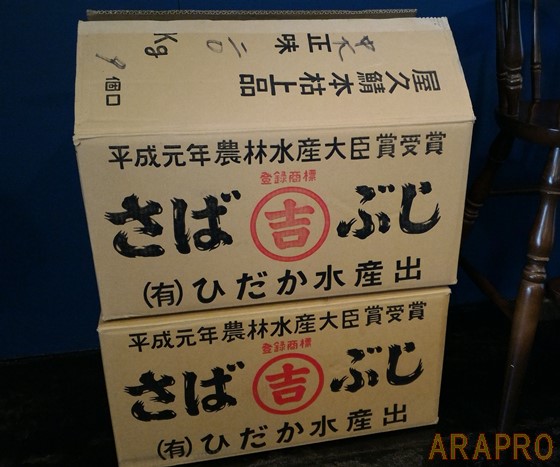 屋久鯖本枯上品
正味 二〇 Kg
個口
平成元年農林水産大臣賞受賞
登録商標
さば 吉 ぶし
(有)ひだか水産出
平成元年農林水産大臣賞受賞
登録商標
さば 吉 ぶし
(有)ひだか水産出
ARAPRO